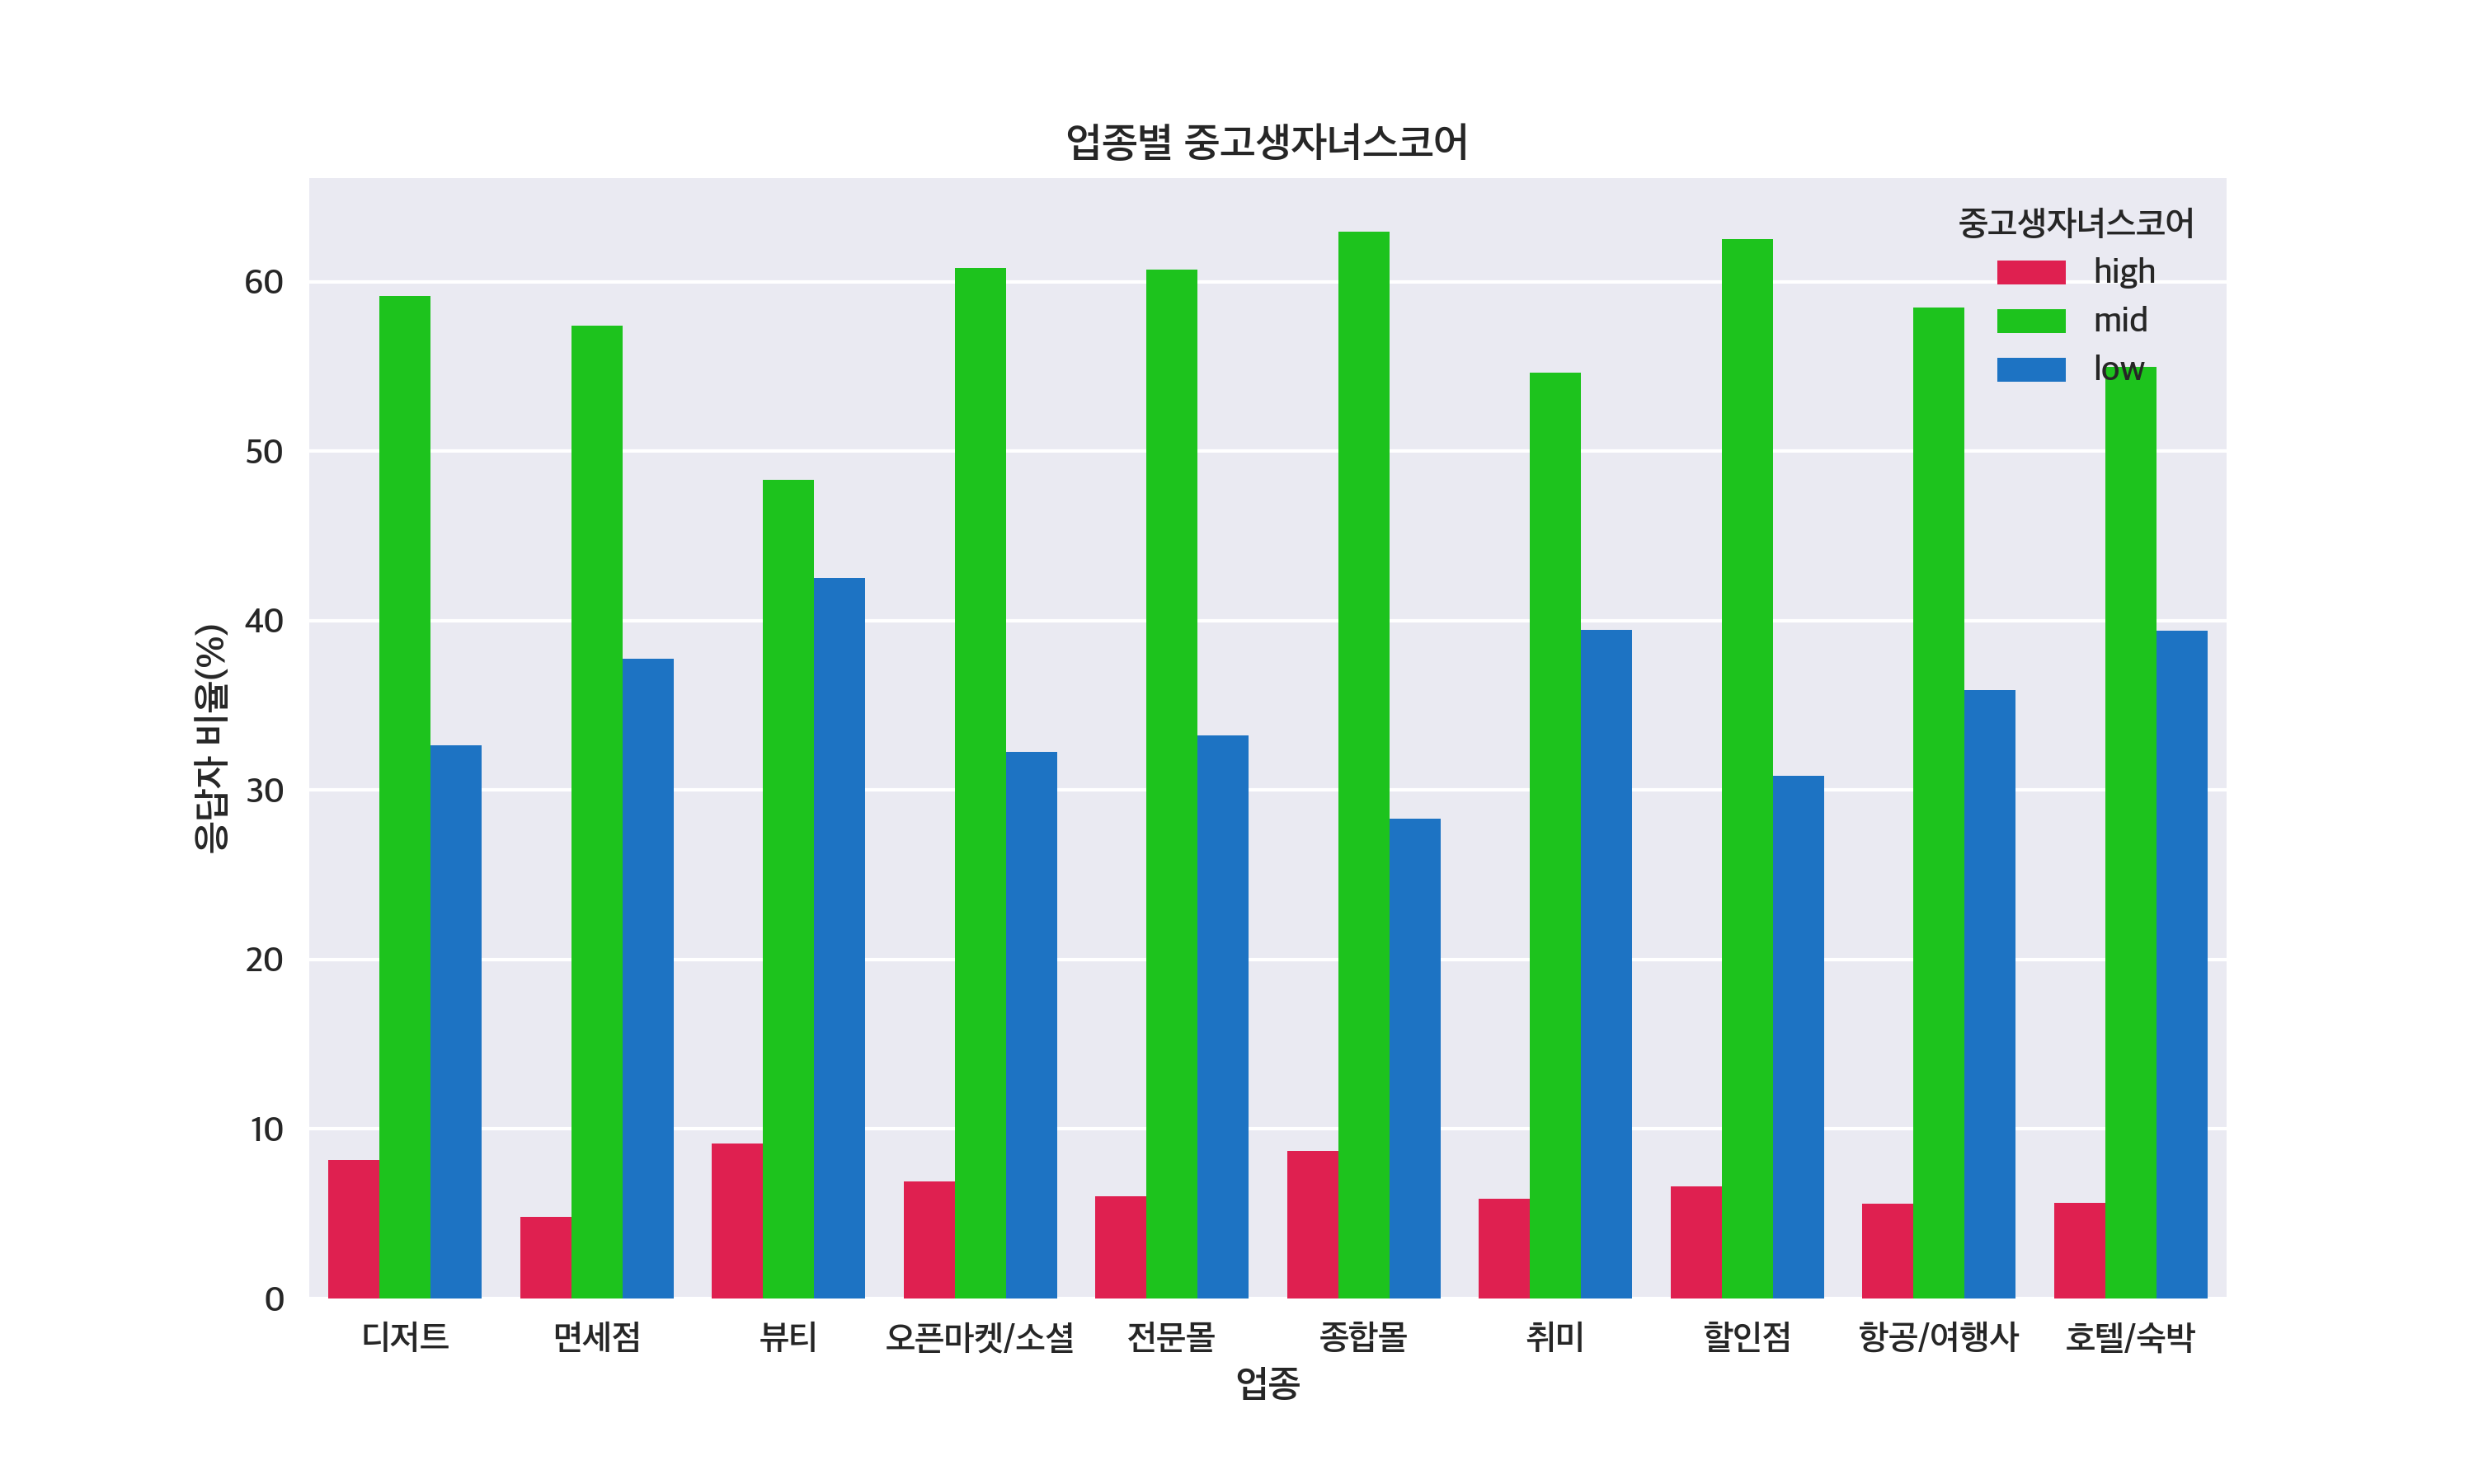 업종별 중고생자녀스코어
중고생자녀스코어
high
mid
low
60
50
40
30
20
10
0
응답자 비율(%)
디저트 면세점 뷰티 오픈마켓/소셜 전문몰 종합몰 취미 할인점 항공/여행사 호텔/숙박
업종